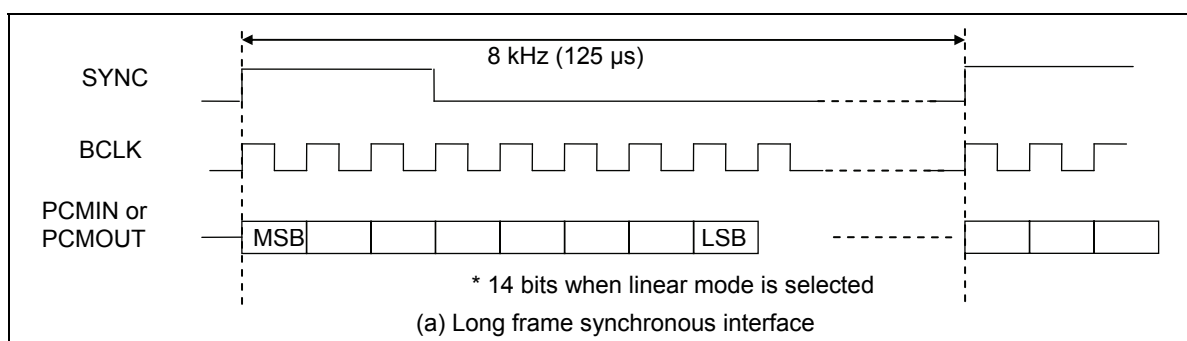 8 kHz (125 µs)
SYNC
BCLK
PCMIN or
PCMOUT
MSB
LSB
* 14 bits when linear mode is selected
(a) Long frame synchronous interface